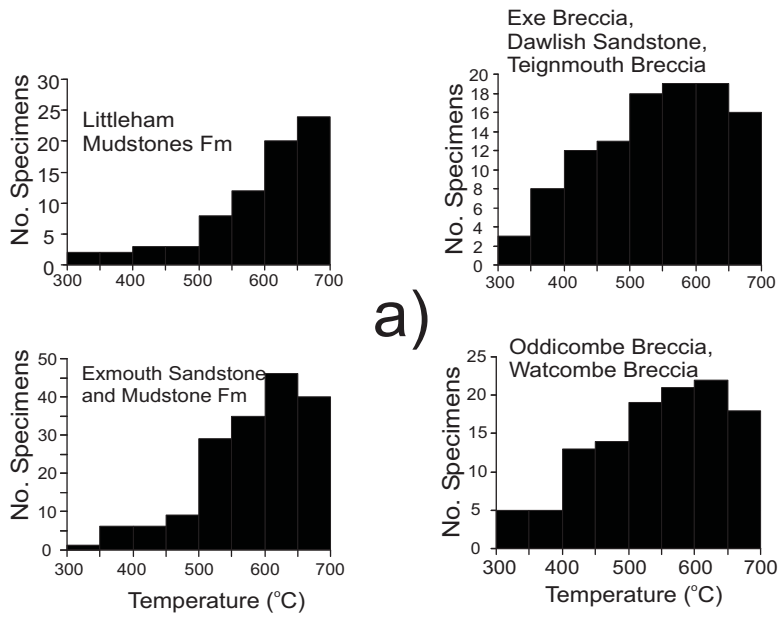 No. Specimens
30
25
20
15
10
5
0
Littleham
Mudstones Fm
300 400 500 600 700
Exe Breccia,
Dawlish Sandstone,
Teignmouth Breccia
No. Specimens
20
18
16
14
12
10
8
6
4
2
0
300 400 500 600 700
a)
No. Specimens
50
40
30
20
10
0
Exmouth Sandstone
and Mudstone Fm
300 400 500 600 700
Temperature (°C)
Oddicombe Breccia,
Watcombe Breccia
No. Specimens
25
20
15
10
5
0
300 400 500 600 700
Temperature (°C)